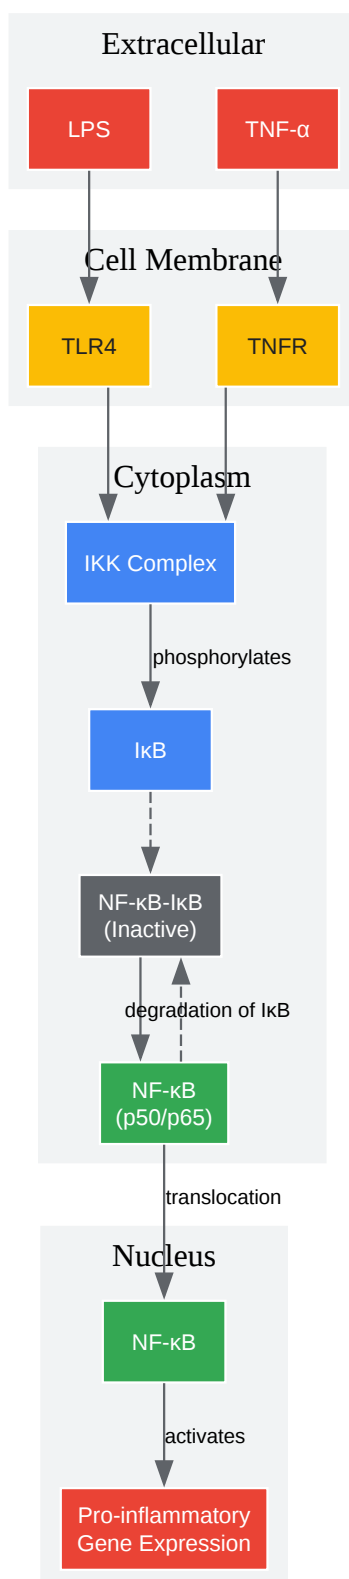 Extracellular
LPS
TNF-α
Cell Membrane
TLR4
TNFR
Cytoplasm
IKK Complex
phosphorylates
IκB
NF-κB-IκB
(Inactive)
degradation of IκB
NF-κB
(p50/p65)
translocation
Nucleus
NF-κB
activates
Pro-inflammatory
Gene Expression